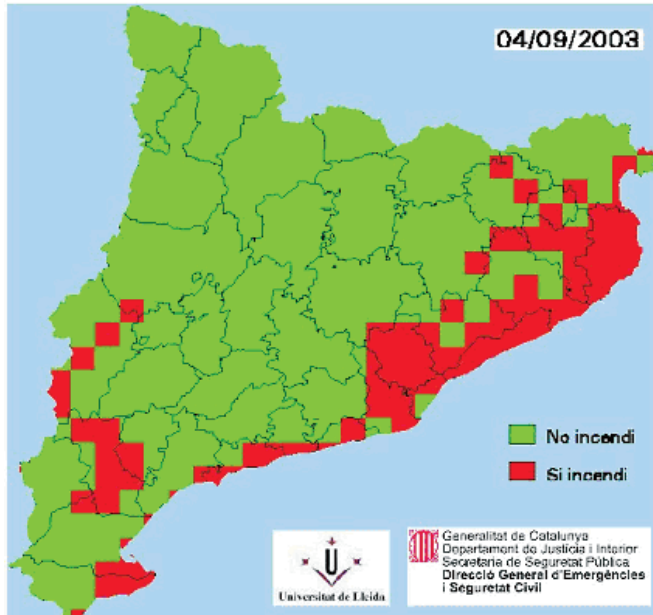 04/09/2003
No incendi
Si incendi
U
Universitat de Lleida
Generalitat de Catalunya
Departament de Justícia i Interior
Secretaria de Seguretat Pública
Direcció General d'Emergències
i Seguretat Civil